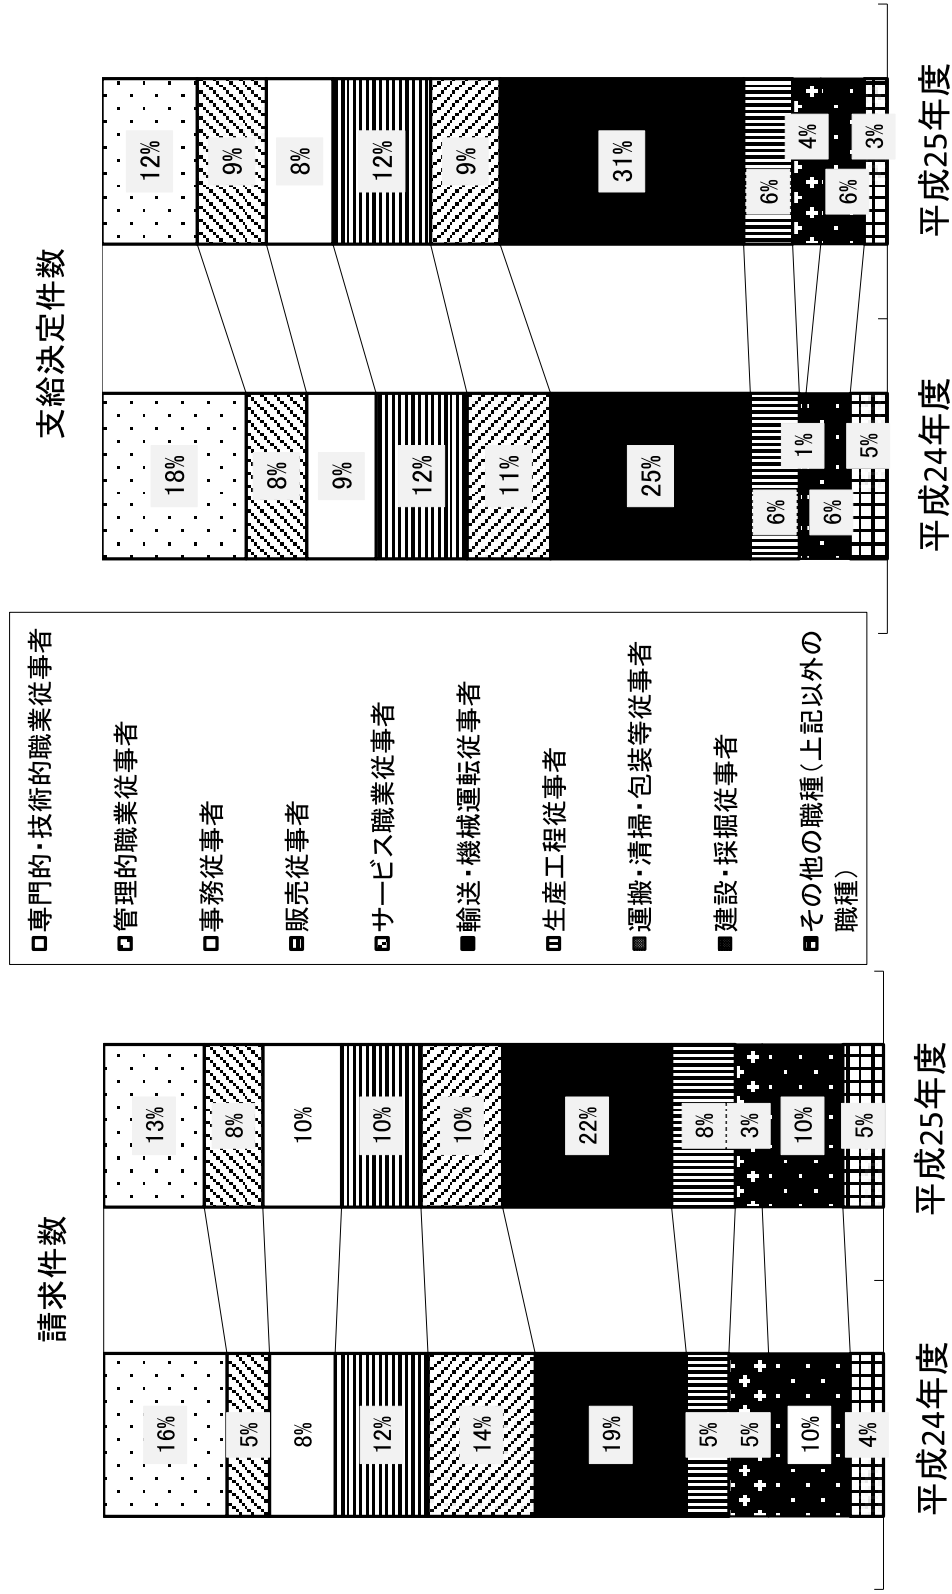 請求件数
16%
5%
8%
12%
14%
19%
5%
5%
10%
4%
平成24年度
13%
8%
10%
10%
10%
22%
8%
3%
10%
5%
平成25年度
専門的・技術的職業従事者
管理的職業従事者
事務従事者
販売従事者
サービス職業従事者
輸送・機械運転従事者
生産工程従事者
運搬・清掃・包装等従事者
建設・採掘従事者
その他の職種（上記以外の
職種）
支給決定件数
18%
8%
9%
12%
11%
25%
6%
1%
6%
5%
平成24年度
12%
9%
8%
12%
9%
31%
6%
4%
6%
3%
平成25年度